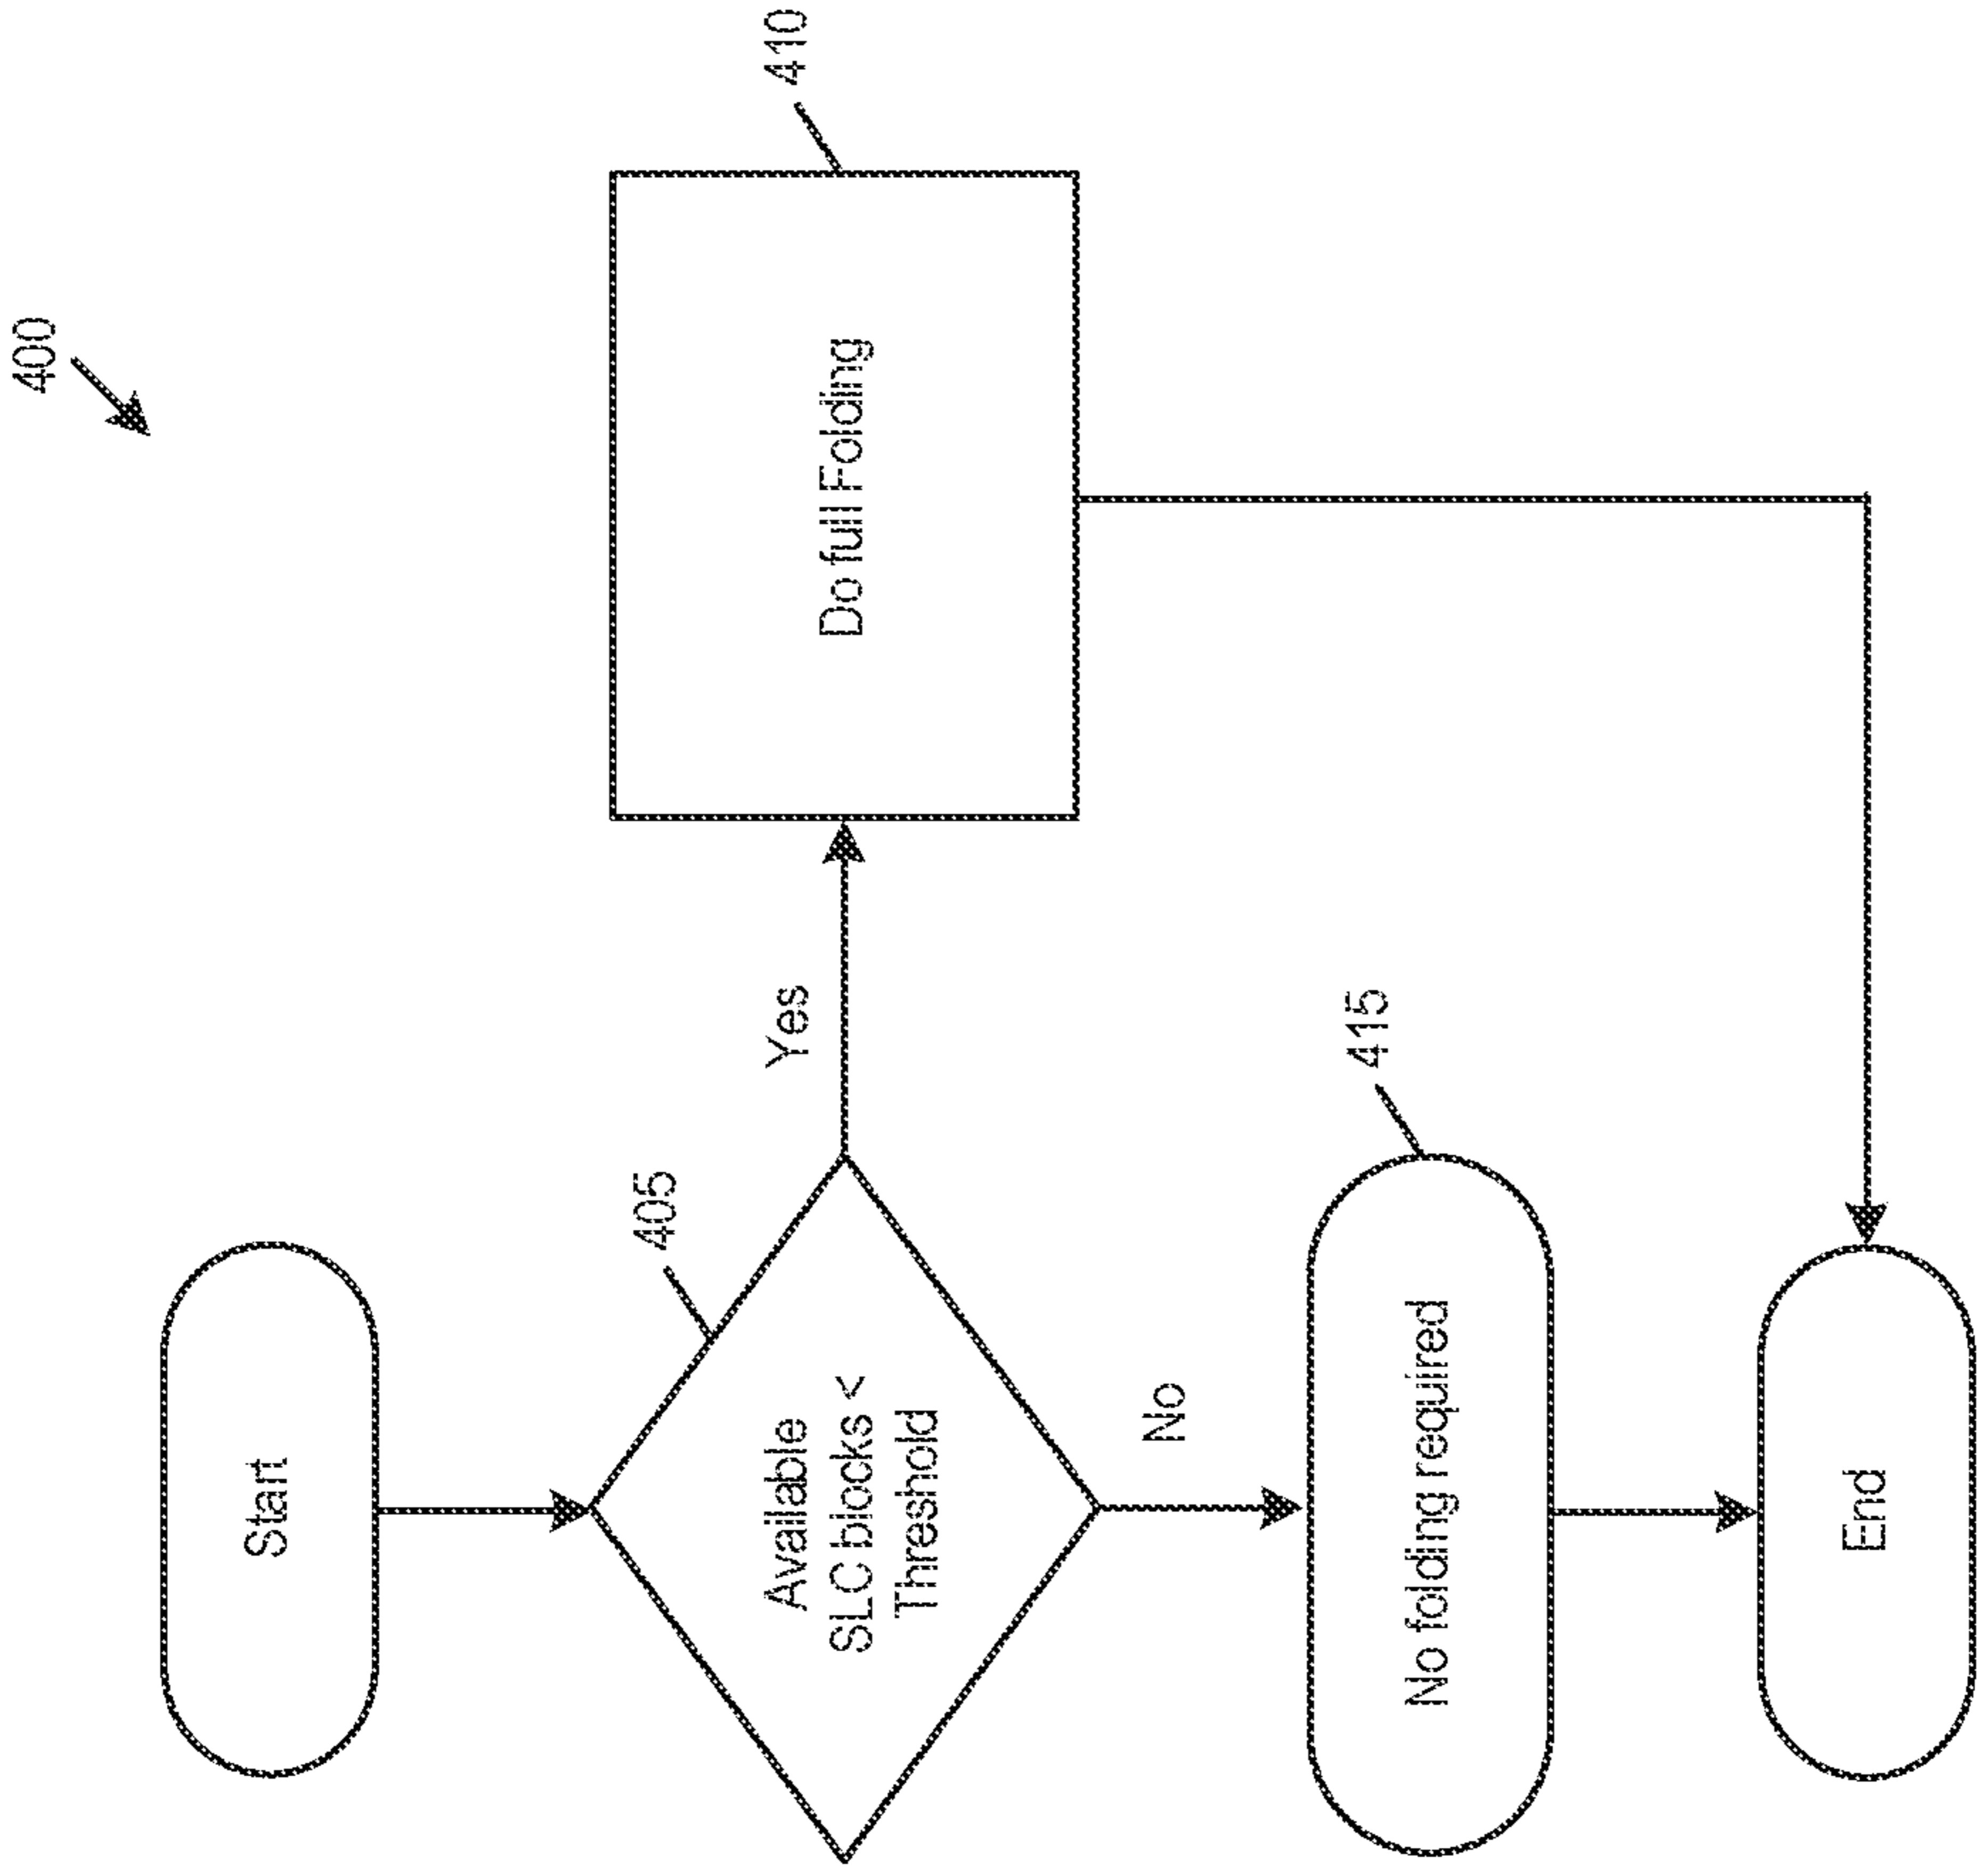 400
Start
405
Available
SLC blocks <
Threshold
Yes
410
Do full Folding
No
415
No folding required
End